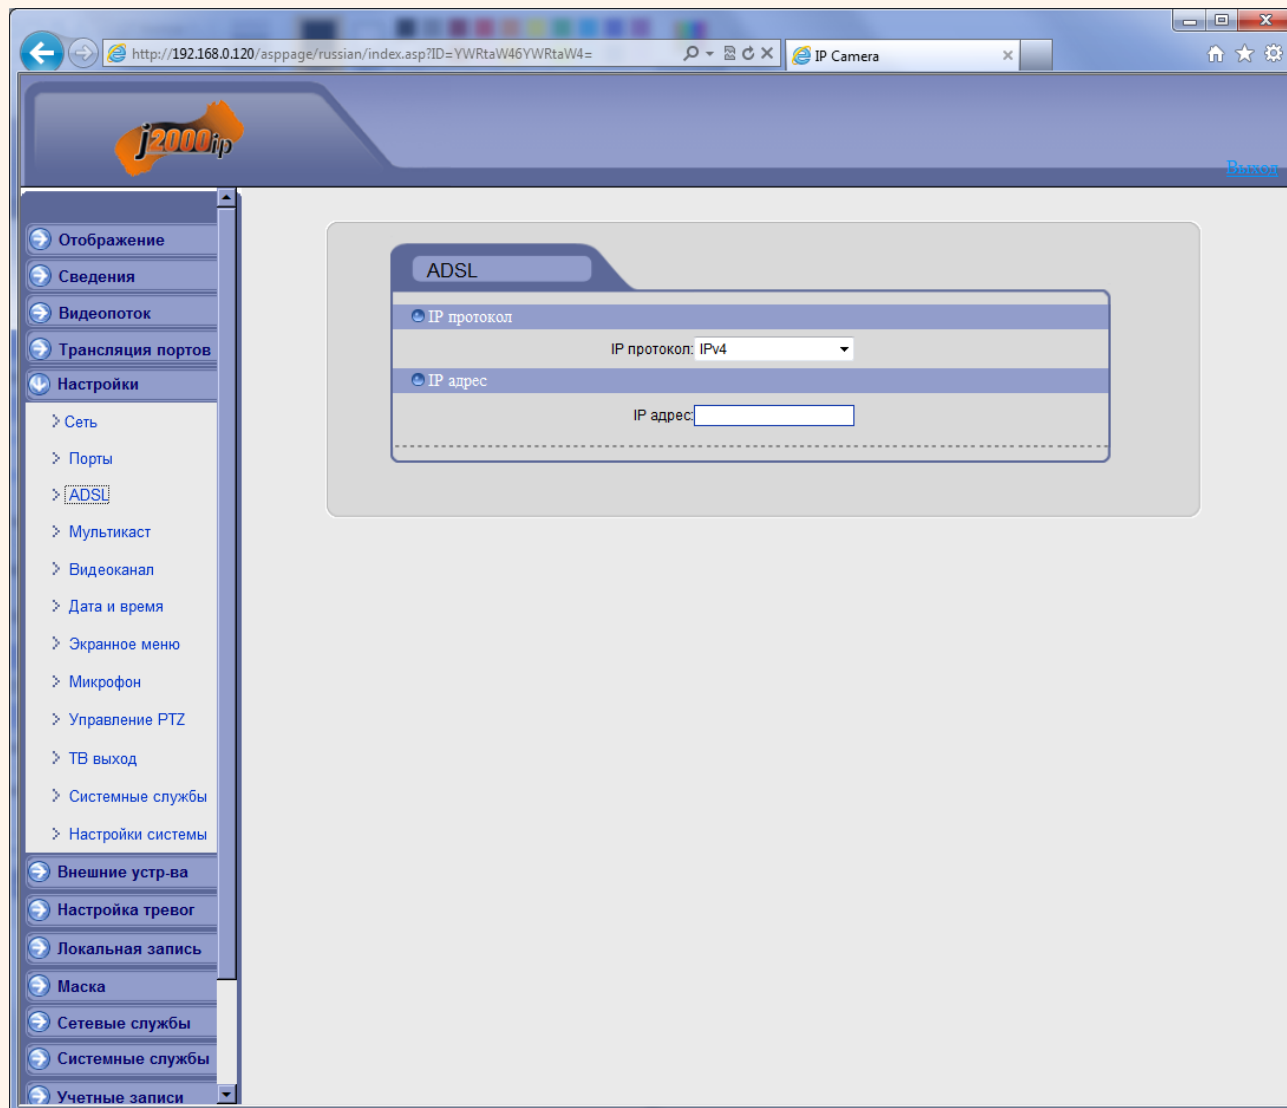 http://192.168.0.120/asppage/russian/index.asp?ID=YWRtaW46YWRtaW4=
IP Camera
j2000ip
Выход
Отображение
Сведения
Видеопоток
Трансляция портов
Настройки
Сеть
Порты
ADSL
Мультикаст
Видеоканал
Дата и время
Экранное меню
Микрофон
Управление PTZ
ТВ выход
Системные службы
Настройки системы
Внешние устр-ва
Настройка тревог
Локальная запись
Маска
Сетевые службы
Системные службы
Учетные записи
ADSL
IP протокол
IP протокол: IPv4
IP адрес
IP адрес: